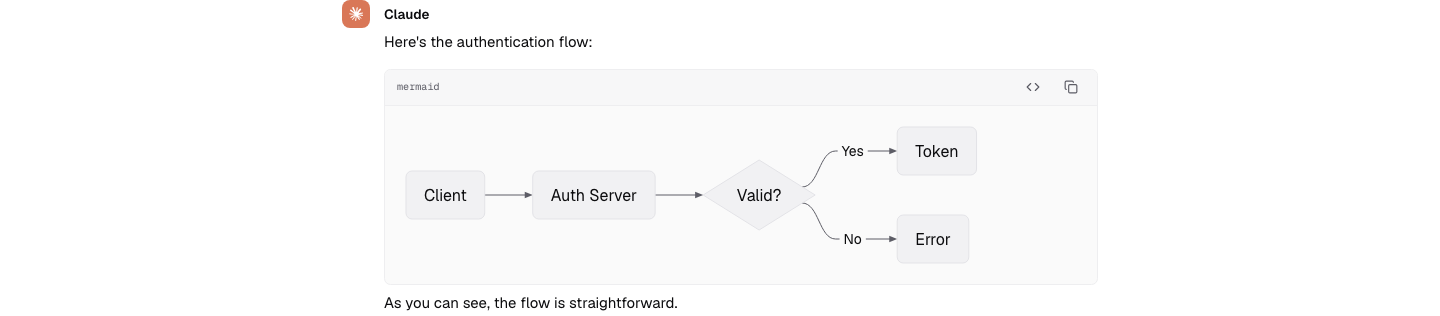 Claude
Here's the authentication flow:
mermaid
Client
Auth Server
Valid?
Yes
Token
No
Error
As you can see, the flow is straightforward.